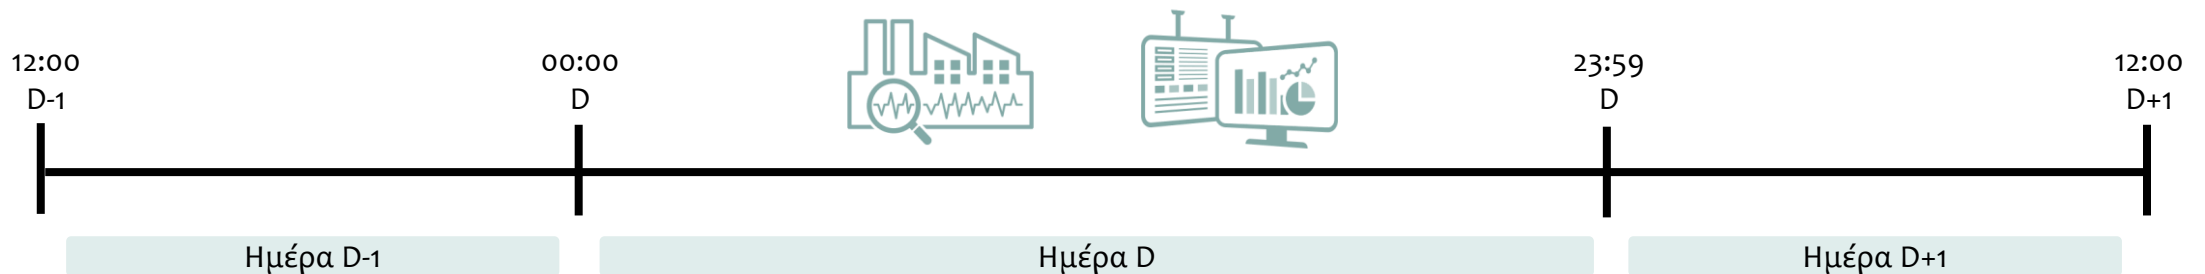 12:00
D-1
00:00
D
23:59
D
12:00
D+1
Ημέρα D-1
Ημέρα D
Ημέρα D+1